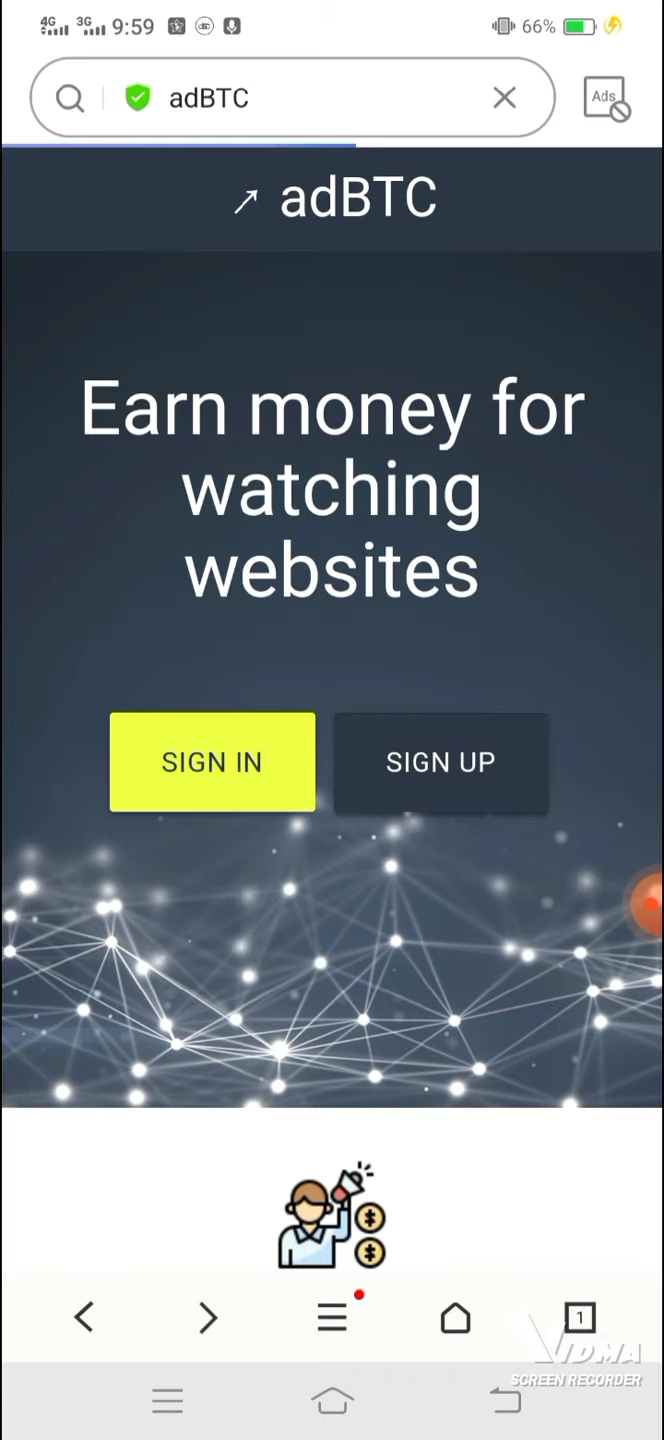 4G 3G 9:59 66%
adBTC
Ads
↗ adBTC
Earn money for
watching
websites
SIGN IN SIGN UP
1
VIDMA
SCREEN RECORDER